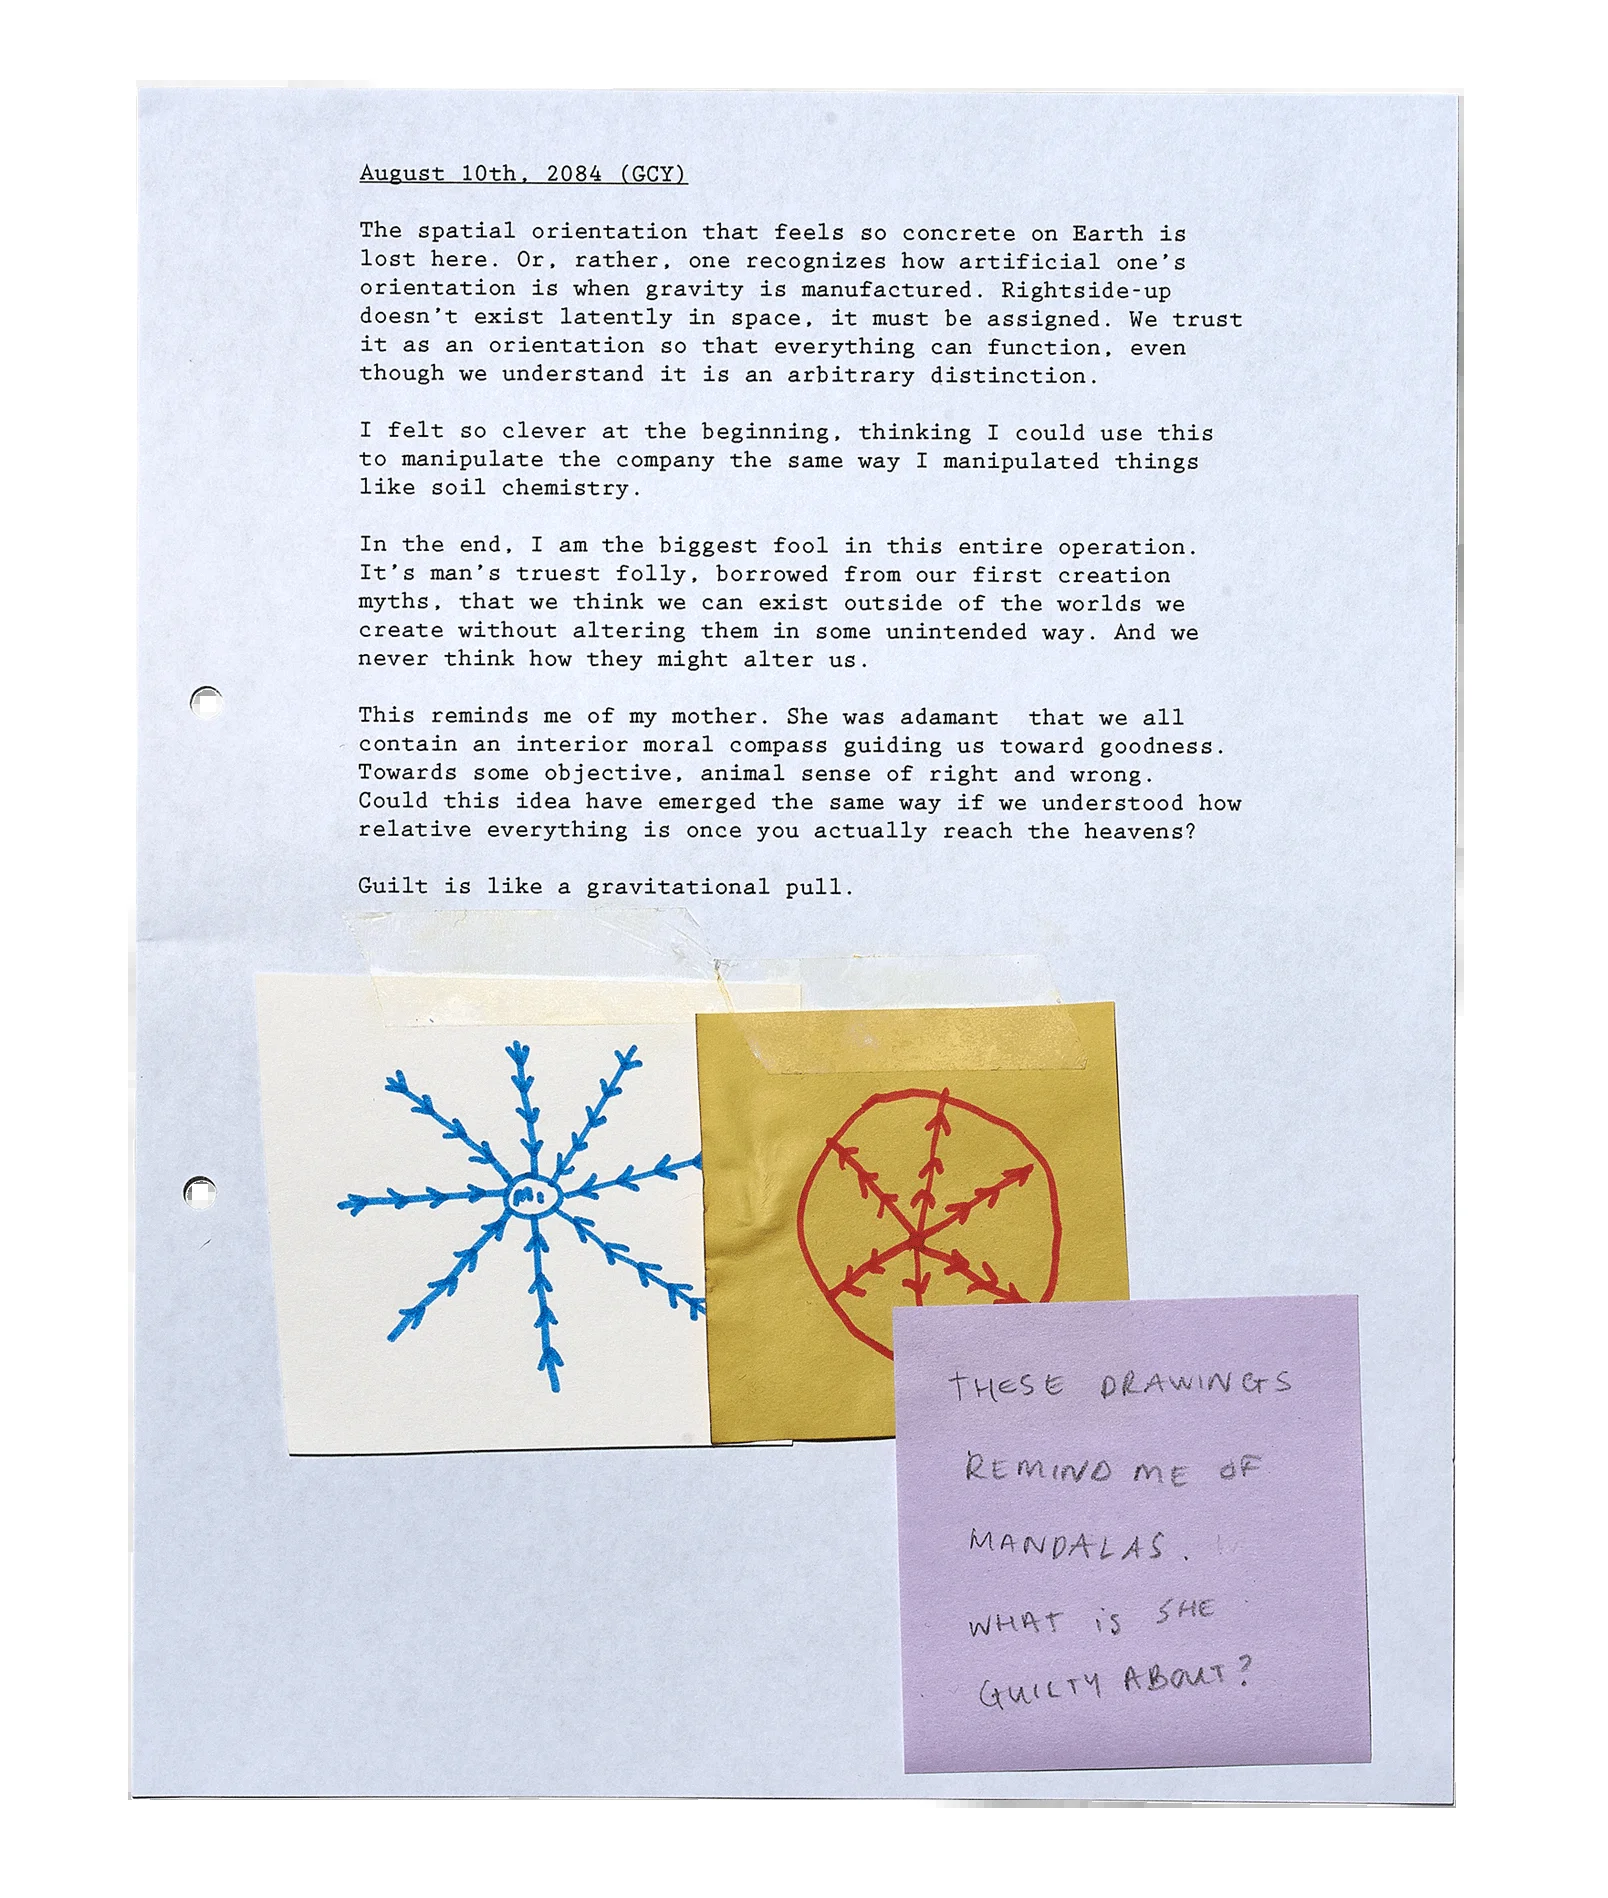 August 10th, 2084 (GCY)
The spatial orientation that feels so concrete on Earth is
lost here. Or, rather, one recognizes how artificial one's
orientation is when gravity is manufactured. Rightside-up
doesn't exist latently in space, it must be assigned. We trust
it as an orientation so that everything can function, even
though we understand it is an arbitrary distinction.
I felt so clever at the beginning, thinking I could use this
to manipulate the company the same way I manipulated things
like soil chemistry.
In the end, I am the biggest fool in this entire operation.
It's man's truest folly, borrowed from our first creation
myths, that we think we can exist outside of the worlds we
create without altering them in some unintended way. And we
never think how they might alter us.
This reminds me of my mother. She was adamant  that we all
contain an interior moral compass guiding us toward goodness.
Towards some objective, animal sense of right and wrong.
Could this idea have emerged the same way if we understood how
relative everything is once you actually reach the heavens?
Guilt is like a gravitational pull.
THESE DRAWINGS
REMIND ME OF
MANDALAS.
WHAT iS SHE
GUILTY ABOUT?